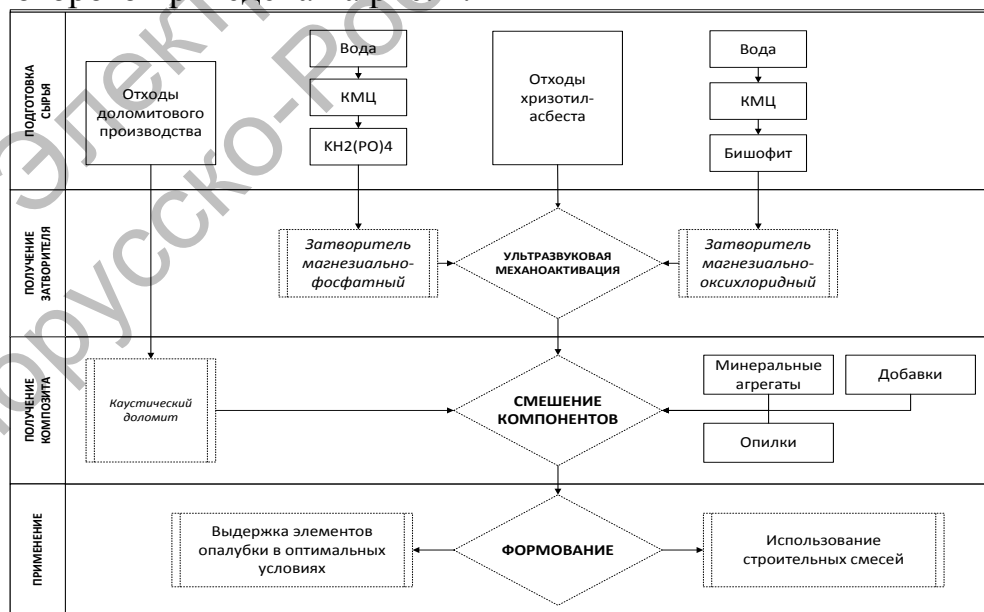 ПОДГОТОВКА
СЫРЬЯ
Отходы
доломитового
производства
Вода
КМЦ
KH2(PO)4
Отходы
хризотил-
асбеста
Вода
КМЦ
Бишофит
ПОЛУЧЕНИЕ
ЗАТВОРИТЕЛЯ
Затворитель
магнезиально-
фосфатный
УЛЬТРАЗВУКОВАЯ
МЕХАНОАКТИВАЦИЯ
Затворитель
магнезиально-
оксихлоридный
ПОЛУЧЕНИЕ
КОМПОЗИТА
Каустический
доломит
СМЕШЕНИЕ
КОМПОНЕНТОВ
Минеральные
агрегаты
Добавки
Опилки
ПРИМЕНЕНИЕ
Выдержка элементов
опалубки в оптимальных
условиях
ФОРМОВАНИЕ
Использование
строительных смесей